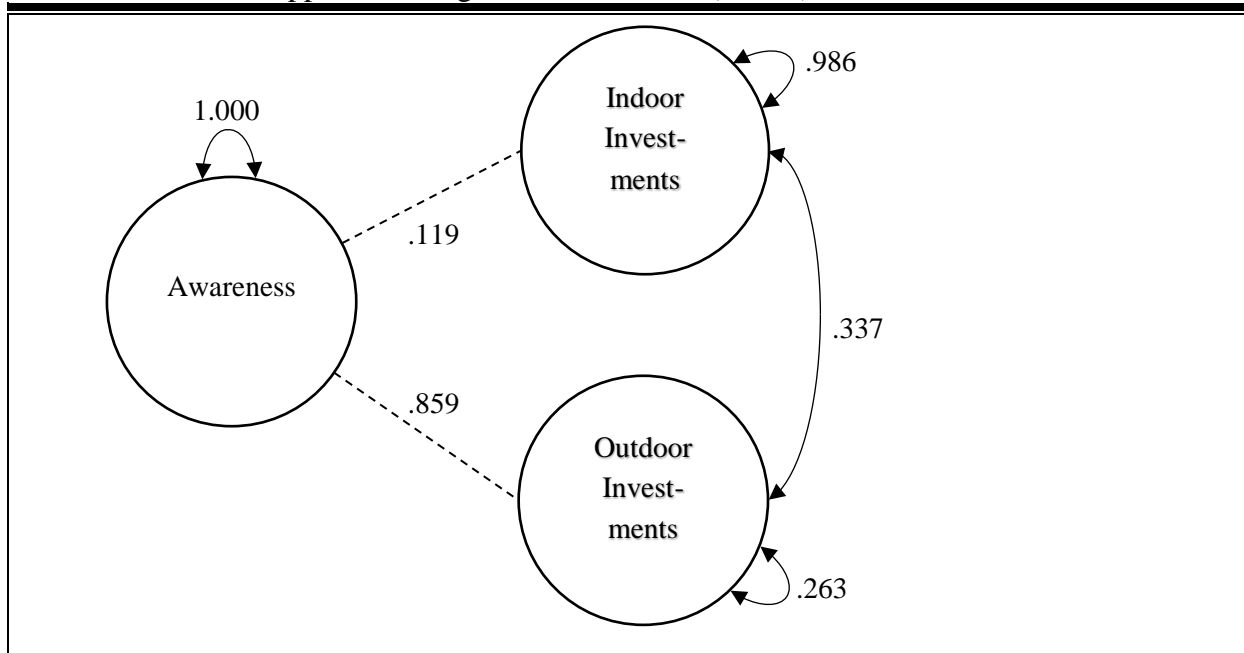 .986
Indoor
Invest-
ments
1.000
.119
Awareness
.337
.859
Outdoor
Invest-
ments
.263